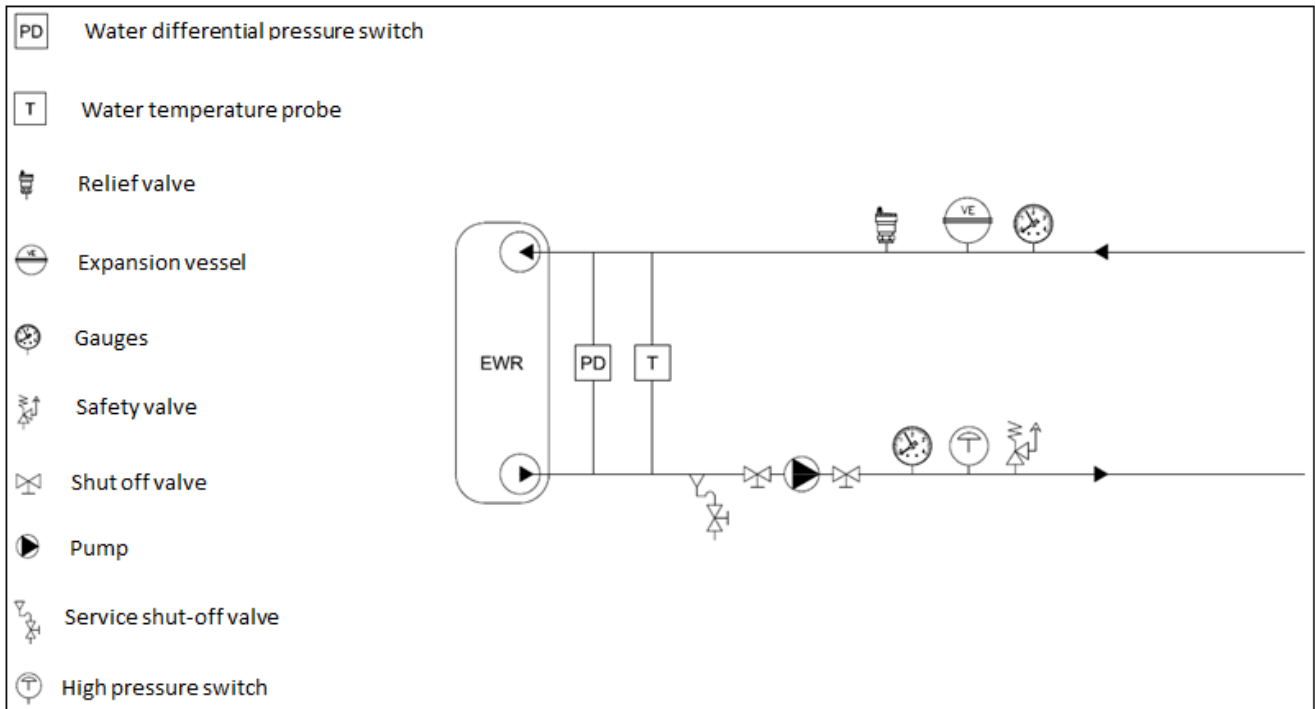 PD Water differential pressure switch
T Water temperature probe
Relief valve
VE Expansion vessel
Gauges
Safety valve
Shut off valve
Pump
Service shut-off valve
High pressure switch
VE
EWR
PD
T